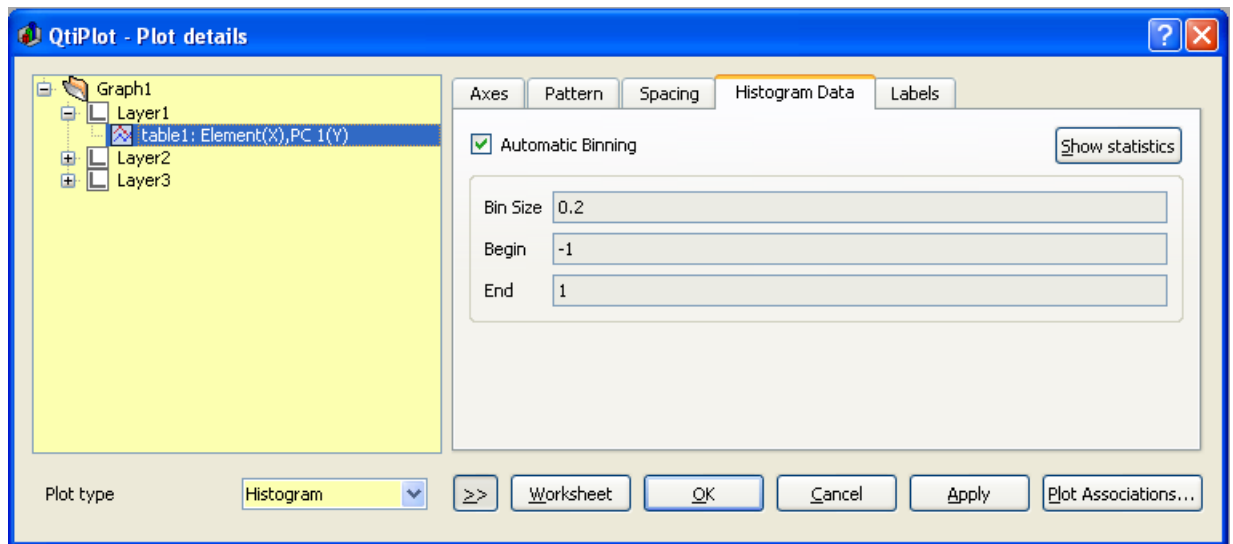 QtiPlot - Plot details
Graph1
Layer1
table1: Element(X),PC 1(Y)
Layer2
Layer3
Axes Pattern Spacing Histogram Data Labels
Automatic Binning Show statistics
Bin Size 0.2
Begin -1
End 1
Plot type Histogram >> Worksheet OK Cancel Apply Plot Associations...